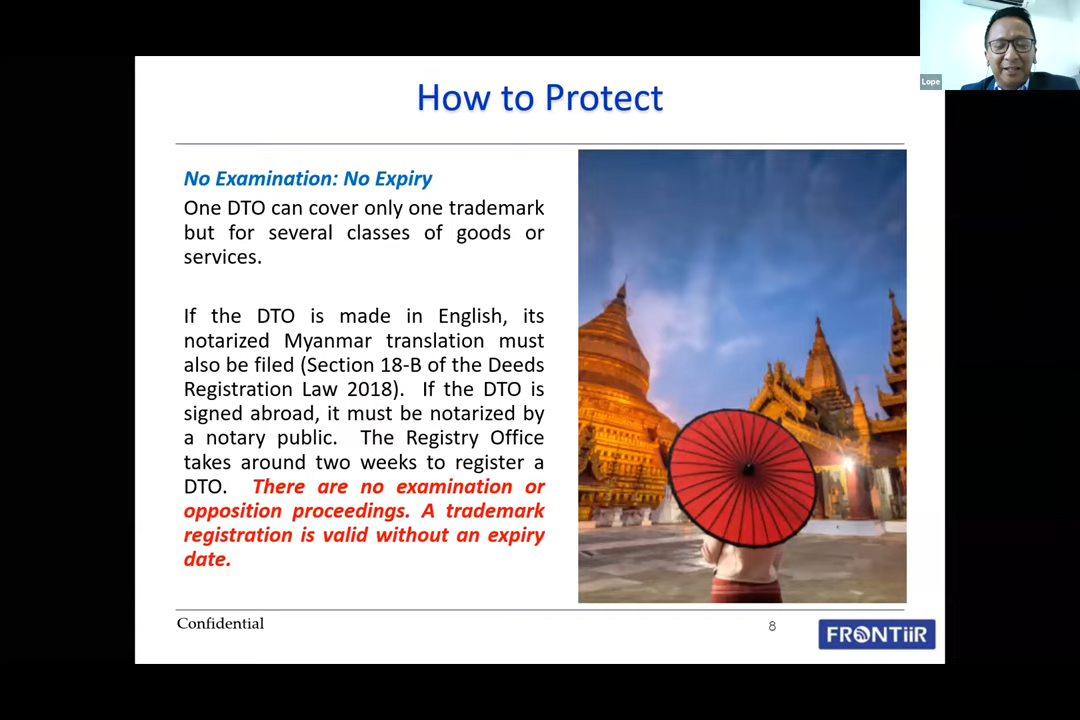 How to Protect
Lope
No Examination: No Expiry
One DTO can cover only one trademark
but for several classes of goods or
services.
If the DTO is made in English, its
notarized Myanmar translation must
also be filed (Section 18-B of the Deeds
Registration Law 2018). If the DTO is
signed abroad, it must be notarized by
a notary public. The Registry Office
takes around two weeks to register a
DTO. There are no examination or
opposition proceedings. A trademark
registration is valid without an expiry
date.
Confidential
8
FRONTiiR